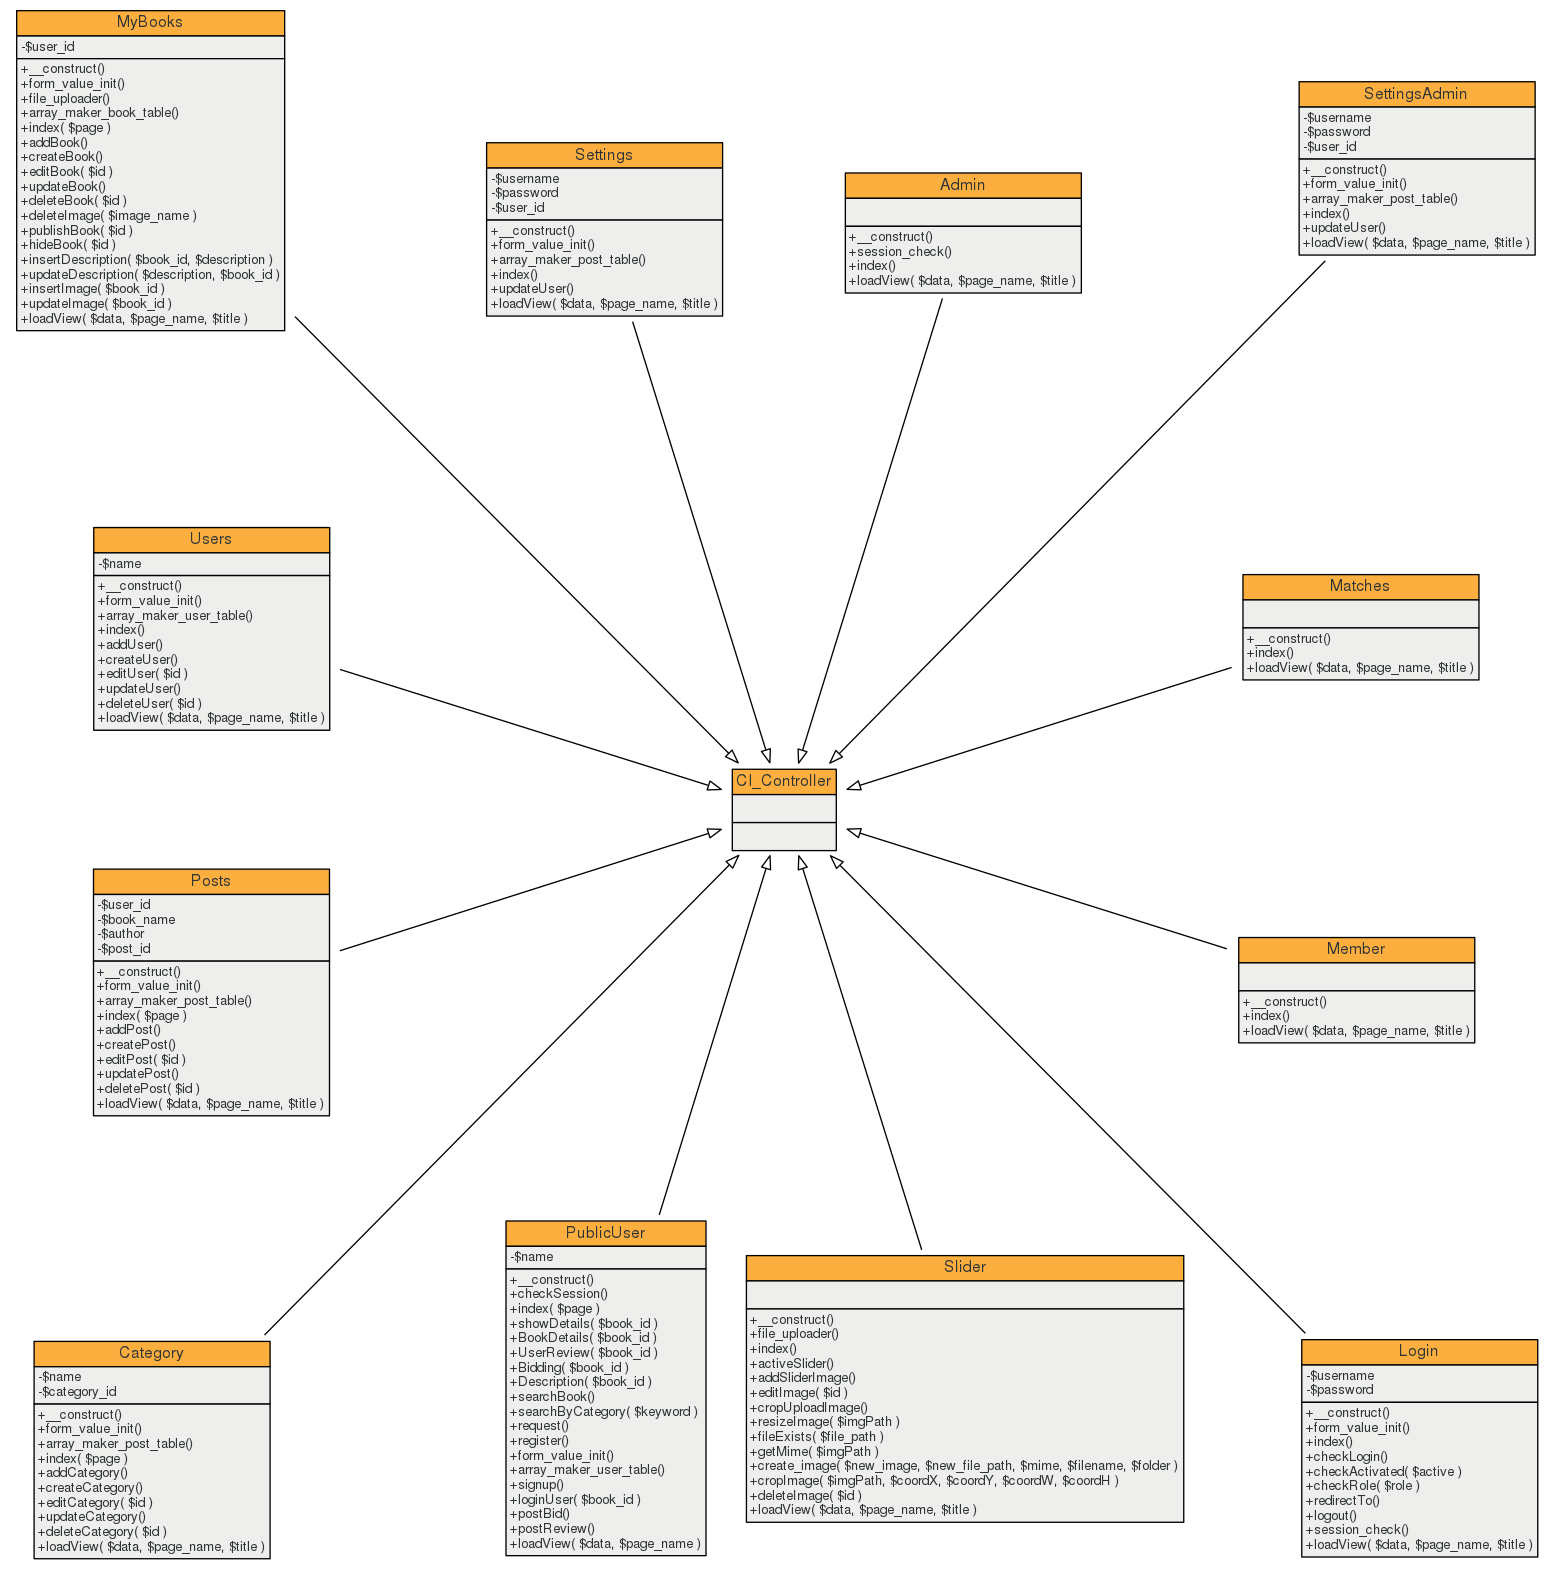 MyBooks
-$user_id
+__construct()
+form_value_init()
+file_uploader()
+array_maker_book_table()
+index( $page )
+addBook()
+createBook()
+editBook( $id )
+updateBook()
+deleteBook( $id )
+deleteImage( $image_name )
+publishBook( $id )
+hideBook( $id )
+insertDescription( $book_id, $description )
+updateDescription( $description, $book_id )
+insertImage( $book_id )
+updateImage( $book_id )
+loadView( $data, $page_name, $title )
Settings
-$username
-$password
-$user_id
+__construct()
+form_value_init()
+array_maker_post_table()
+index()
+updateUser()
+loadView( $data, $page_name, $title )
Admin
+__construct()
+session_check()
+index()
+loadView( $data, $page_name, $title )
SettingsAdmin
-$username
-$password
-$user_id
+__construct()
+form_value_init()
+array_maker_post_table()
+index()
+updateUser()
+loadView( $data, $page_name, $title )
Users
-$name
+__construct()
+form_value_init()
+array_maker_user_table()
+index()
+addUser()
+createUser()
+editUser( $id )
+updateUser()
+deleteUser( $id )
+loadView( $data, $page_name, $title )
Matches
+__construct()
+index()
+loadView( $data, $page_name, $title )
CI_Controller
Posts
-$user_id
-$book_name
-$author
-$post_id
+__construct()
+form_value_init()
+array_maker_post_table()
+index( $page )
+addPost()
+createPost()
+editPost( $id )
+updatePost()
+deletePost( $id )
+loadView( $data, $page_name, $title )
Member
+__construct()
+index()
+loadView( $data, $page_name, $title )
Category
-$name
-$category_id
+__construct()
+form_value_init()
+array_maker_post_table()
+index( $page )
+addCategory()
+createCategory()
+editCategory( $id )
+updateCategory()
+deleteCategory( $id )
+loadView( $data, $page_name, $title )
PublicUser
-$name
+__construct()
+checkSession()
+index( $page )
+showDetails( $book_id )
+BookDetails( $book_id )
+UserReview( $book_id )
+Bidding( $book_id )
+Description( $book_id )
+searchBook()
+searchByCategory( $keyword )
+request()
+register()
+form_value_init()
+array_maker_user_table()
+signup()
+loginUser( $book_id )
+postBid()
+postReview()
+loadView( $data, $page_name )
Slider
+__construct()
+file_uploader()
+index()
+activeSlider()
+addSliderImage()
+editImage( $id )
+cropUploadImage()
+resizeImage( $imgPath )
+fileExists( $file_path )
+getMime( $imgPath )
+create_image( $new_image, $new_file_path, $mime, $filename, $folder )
+cropImage( $imgPath, $coordX, $coordY, $coordW, $coordH )
+deleteImage( $id )
+loadView( $data, $page_name, $title )
Login
-$username
-$password
+__construct()
+form_value_init()
+index()
+checkLogin()
+checkActivated( $active )
+checkRole( $role )
+redirectTo()
+logout()
+session_check()
+loadView( $data, $page_name, $title )